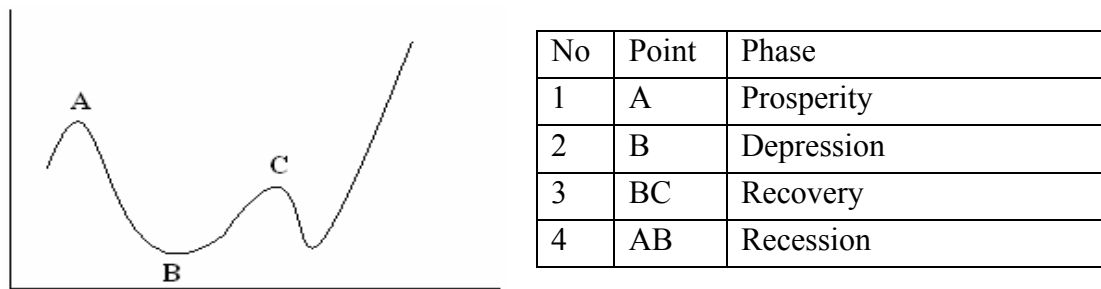 A
B
C
No Point Phase
1 A Prosperity
2 B Depression
3 BC Recovery
4 AB Recession